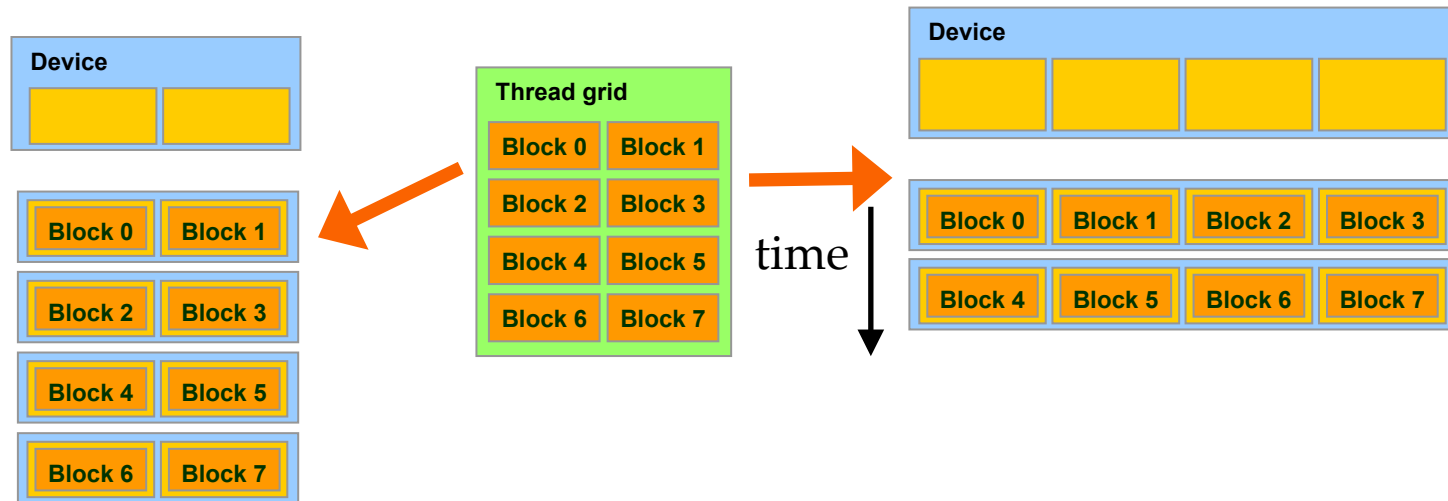 Device
Block 0 Block 1
Block 2 Block 3
Block 4 Block 5
Block 6 Block 7
Thread grid
Block 0 Block 1
Block 2 Block 3
Block 4 Block 5
Block 6 Block 7
time
Device
Block 0 Block 1 Block 2 Block 3
Block 4 Block 5 Block 6 Block 7